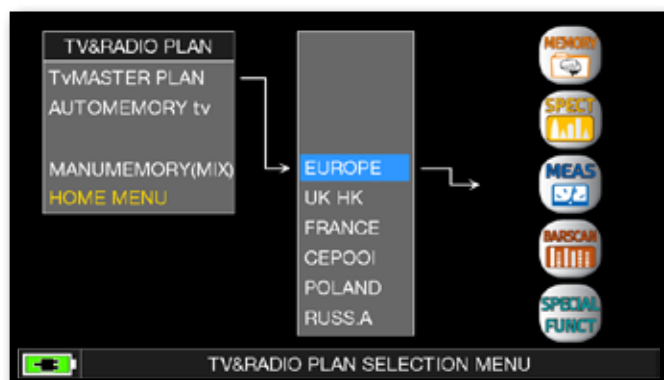 TV&RADIO PLAN
TvMASTER PLAN
AUTOMEMORY tv
MANUMEMORY(MIX)
HOME MENU
EUROPE
UK HK
FRANCE
CEPOOI
POLAND
RUSS.A
MEMORY
SPECT
MEAS
BARSCAN
SPECIAL
FUNCT
TV&RADIO PLAN SELECTION MENU